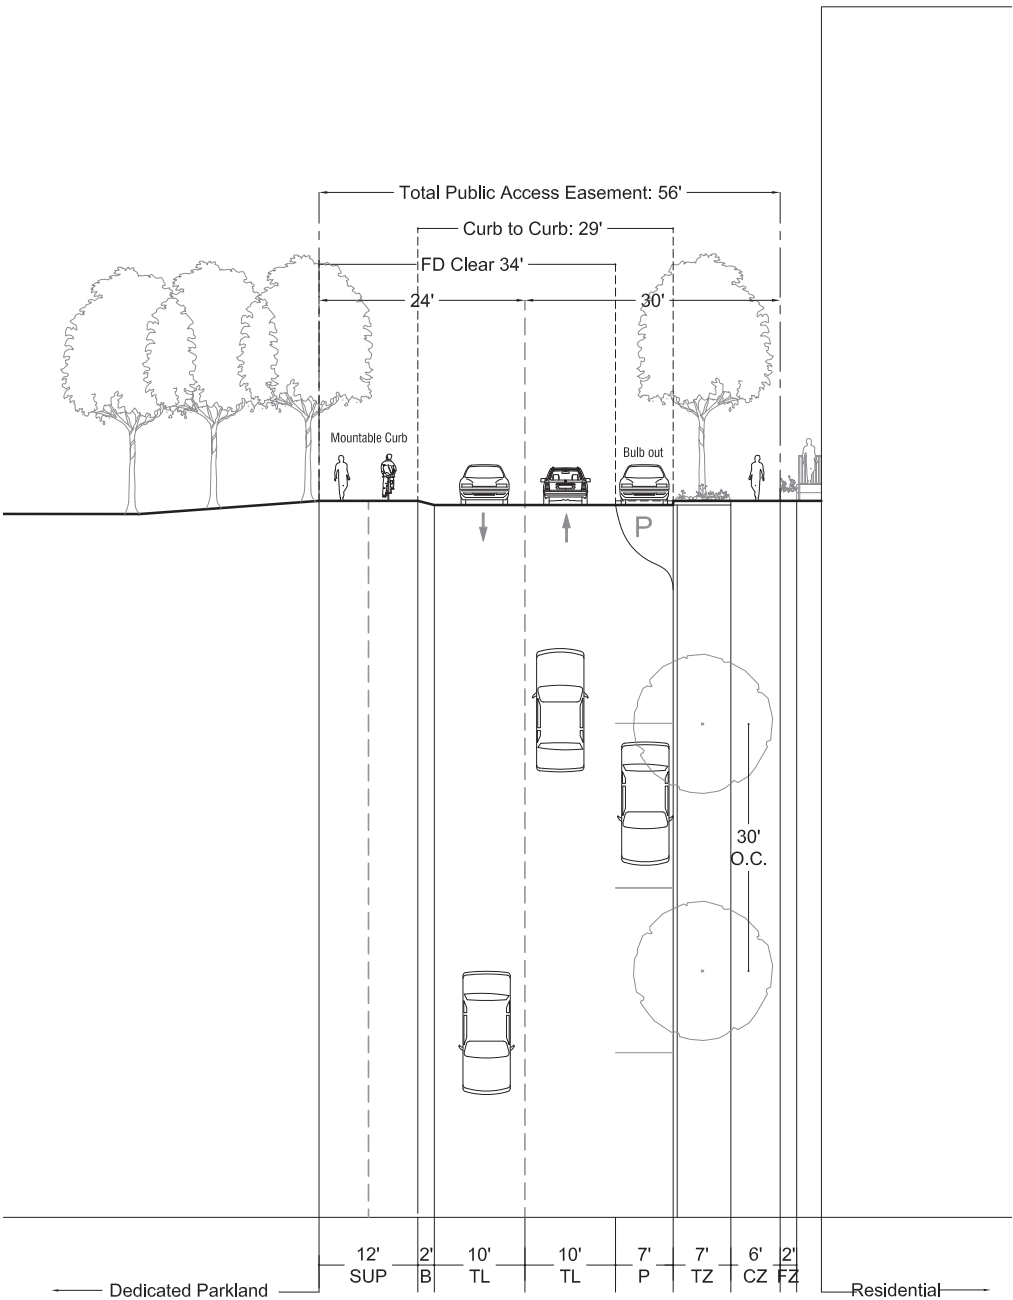 Total Public Access Easement: 56'
Curb to Curb: 29'
FD Clear 34'
24'
30'
Mountable Curb
Bulb out
P
30'
O.C.
12'
SUP
2'
B
10'
TL
10'
TL
7'
P
7'
TZ
6'
CZ
2'
FZ
Dedicated Parkland
Residential